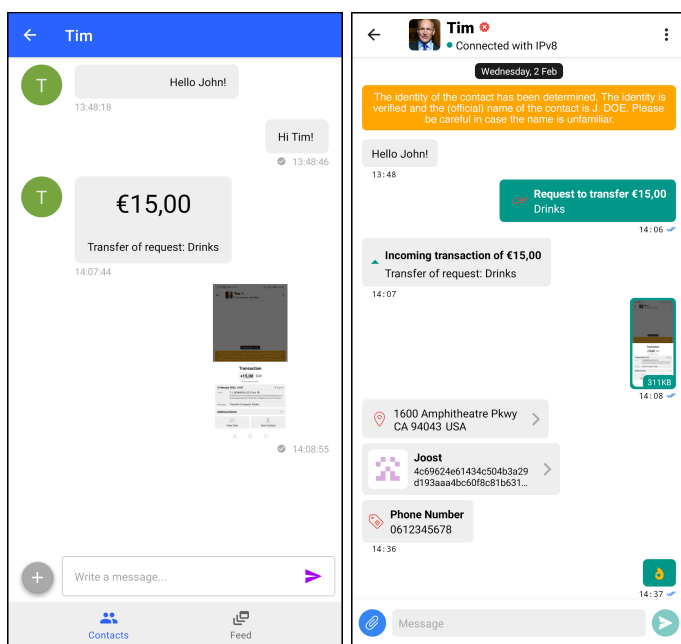 Tim
T
Hello John!
13:48:18
Hi Tim!
13:48:46
T
€15,00
Transfer of request: Drinks
14:07:44
Transaction
14:08:55
Write a message...
Contacts
Feed
Tim
Connected with IPv8
Wednesday, 2 Feb
The identity of the contact has been determined. The identity is
verified and the (official) name of the contact is J. DOE. Please
be careful in case the name is unfamiliar.
Hello John!
13:48
Request to transfer €15,00
Drinks
14:06
Incoming transaction of €15,00
Transfer of request: Drinks
14:07
311KB
14:08
1600 Amphitheatre Pkwy
CA 94043 USA
Joost
4c69624e61434c504b3a29
d193aaa4bc60f8c81b631...
Phone Number
0612345678
14:36
14:37
Message